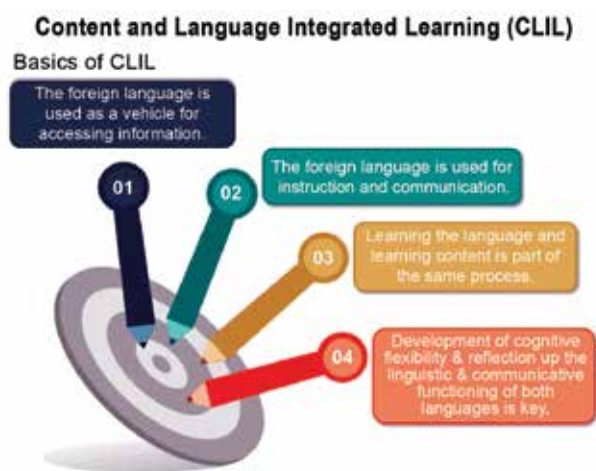 Content and Language Integrated Learning (CLIL)
Basics of CLIL
The foreign language is
used as a vehicle for
accessing information.
01
02
The foreign language is used for
instruction and communication.
03
Learning the language and
learning content is part of
the same process.
04
Development of cognitive
flexibility & reflection up the
linguistic & communicative
functioning of both
languages is key.